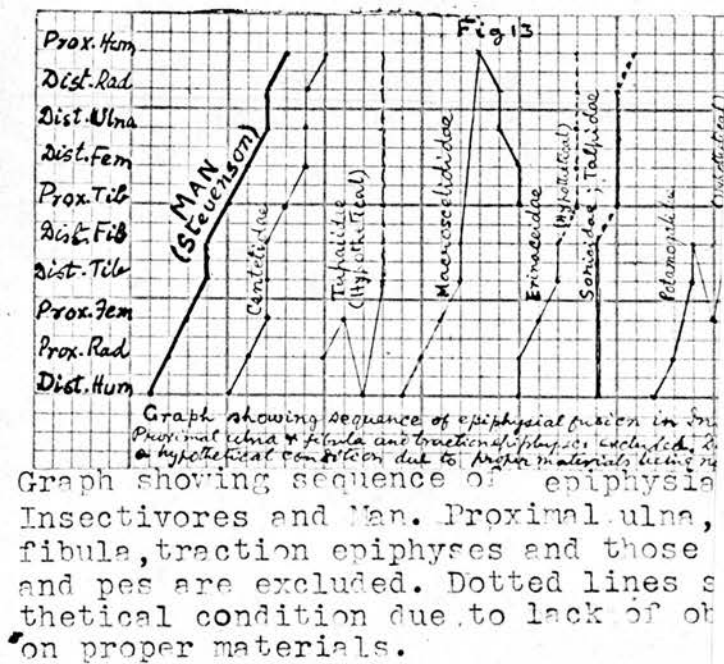 Fig 13
Prox. Hum
Dist. Rad
Dist. Ulna
Dist. Fem
Prox. Tib
Dist. Fib
Dist. Tib
Prox. Fem
Prox. Rad
Dist. Hum
MAN
(Stevenson)
Centetidae
Tupaiidae
(Hypothetical)
Macroscelididae
Erinaceidae
(Hypothetical)
Soricidae; Talpidae
Potamogalidae
(Hypothetical)
Graph showing sequence of epiphysial fusion in In
Proximal ulna & fibula and traction epiphyses excluded. D
a hypothetical condition due to proper materials being n
Graph showing sequence of epiphysia
Insectivores and Man. Proximal ulna,
fibula, traction epiphyses and those
and pes are excluded. Dotted lines s
thetical condition due to lack of ob
on proper materials.